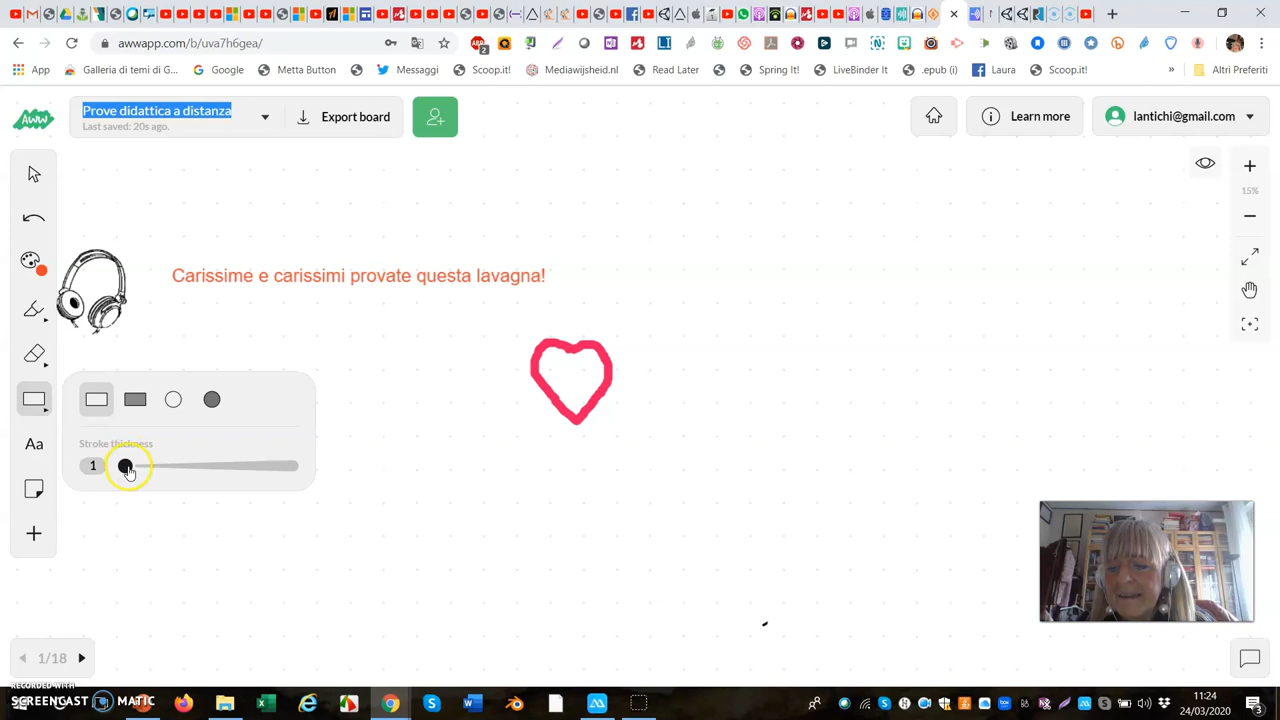 awwapp.com/b/uva7h6gea/
2
App
Galleria di temi di G...
Google
Metta Button
Messaggi
Scoop.it!
Mediawijsheid.nl
Read Later
Spring It!
LiveBinder It
.epub (i)
Laura
Scoop.it!
»
Altri Preferiti
AWW
Prove didattica a distanza
Last saved: 20s ago.
Export board
Learn more
lantichi@gmail.com
15%
Carissime e carissimi provate questa lavagna!
Stroke thickness
1
Aa
1/18
RECORDED WITH
SCREENCAST MATIC
11:24
24/03/2020
3